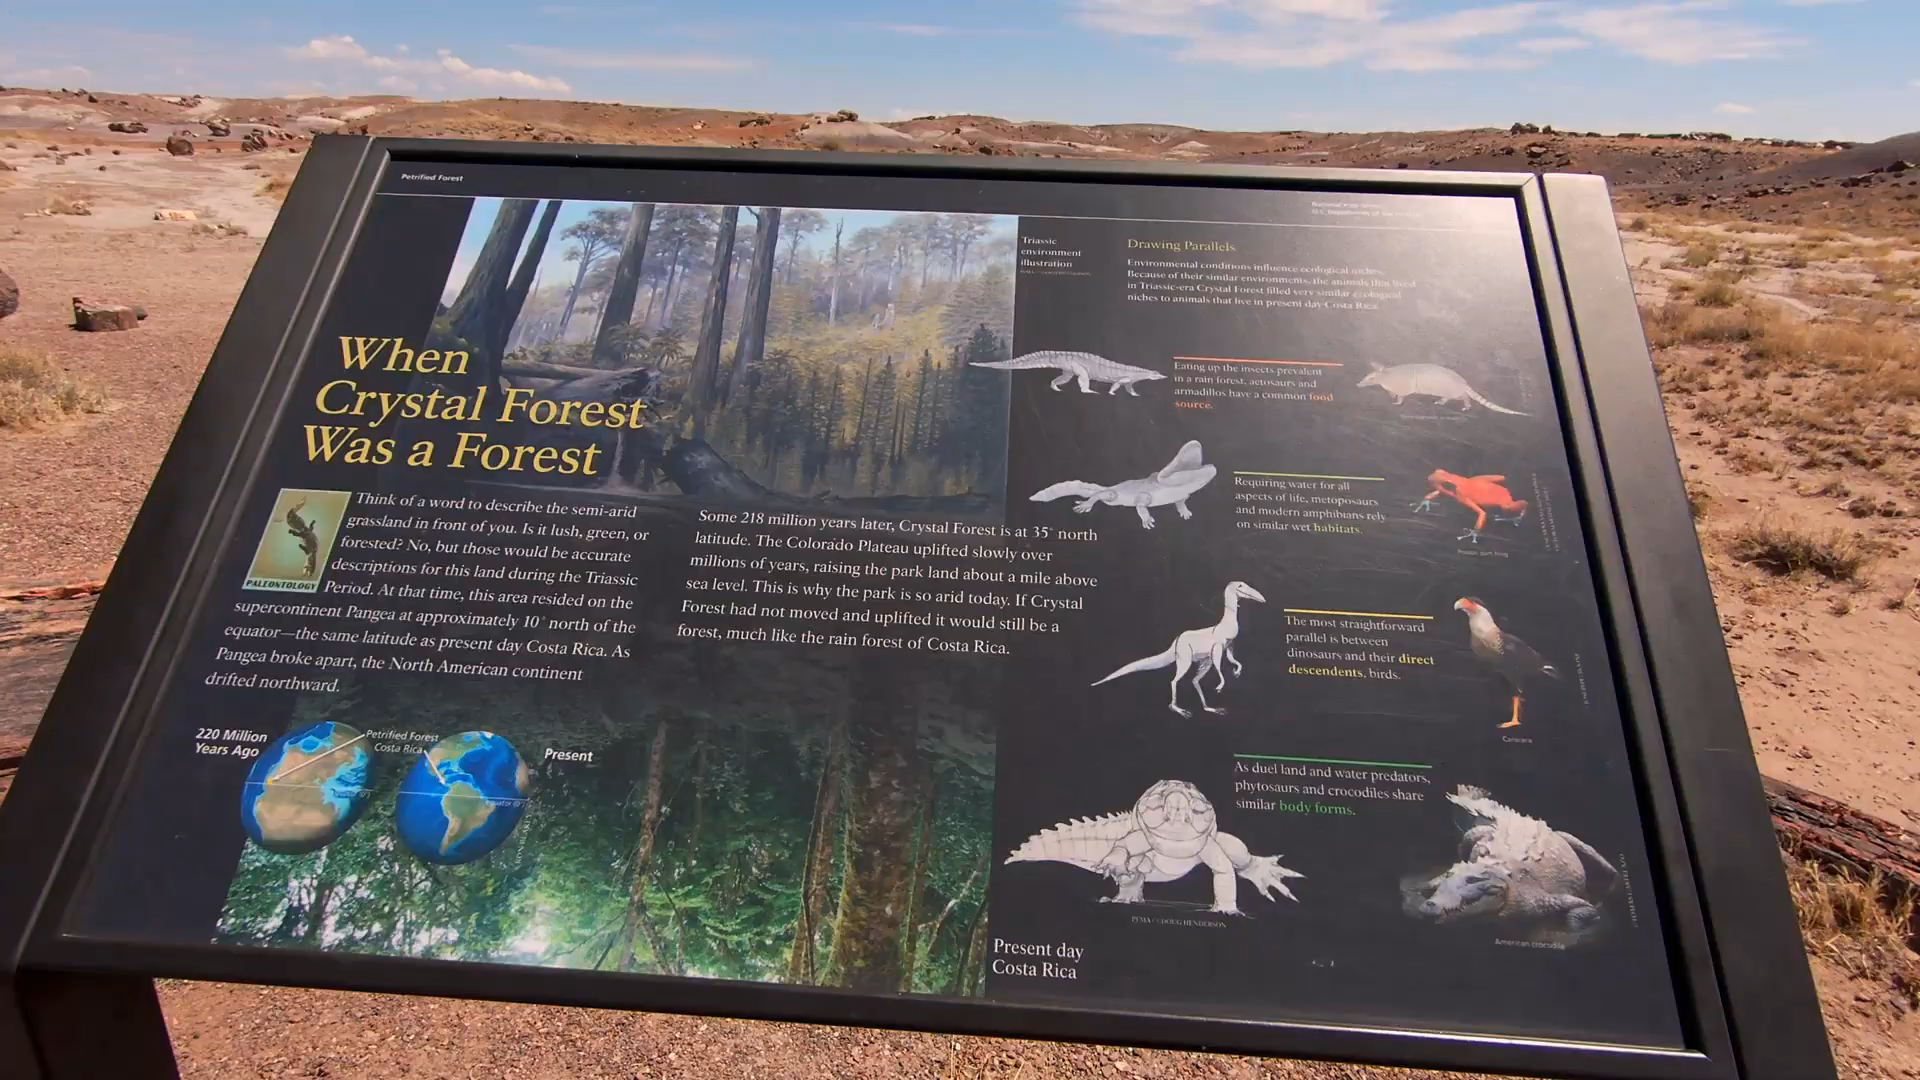 Petrified Forest
When
Crystal Forest
Was a Forest
PALEONTOLOGY
Think of a word to describe the semi-arid
grassland in front of you. Is it lush, green, or
forested? No, but those would be accurate
descriptions for this land during the Triassic
Period. At that time, this area resided on the
supercontinent Pangea at approximately 10° north of the
equator—the same latitude as present day Costa Rica. As
Pangea broke apart, the North American continent
drifted northward.
Some 218 million years later, Crystal Forest is at 35° north
latitude. The Colorado Plateau uplifted slowly over
millions of years, raising the park land about a mile above
sea level. This is why the park is so arid today. If Crystal
Forest had not moved and uplifted it would still be a
forest, much like the rain forest of Costa Rica.
220 Million
Years Ago
Petrified Forest
Costa Rica
Present
Equator (0°)
Equator (0°)
Triassic
environment
illustration
Drawing Parallels
Environmental conditions influence ecological niches.
Because of their similar environments, the animals that lived
in Triassic-era Crystal Forest filled very similar ecological
niches to animals that live in present day Costa Rica.
Eating up the insects prevalent
in a rain forest, aetosaurs and
armadillos have a common food
source.
Requiring water for all
aspects of life, metoposaurs
and modern amphibians rely
on similar wet habitats.
Poison dart frog
The most straightforward
parallel is between
dinosaurs and their direct
descendents, birds.
Caracara
As duel land and water predators,
phytosaurs and crocodiles share
similar body forms.
PEMA / ©DOUG HENDERSON
American crocodile
Present day
Costa Rica